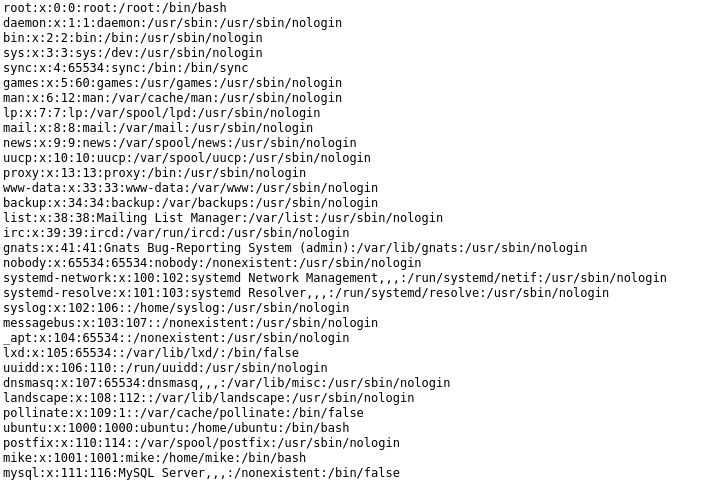 root:x:0:0:root:/root:/bin/bash
daemon:x:1:1:daemon:/usr/sbin:/usr/sbin/nologin
bin:x:2:2:bin:/bin:/usr/sbin/nologin
sys:x:3:3:sys:/dev:/usr/sbin/nologin
sync:x:4:65534:sync:/bin:/bin/sync
games:x:5:60:games:/usr/games:/usr/sbin/nologin
man:x:6:12:man:/var/cache/man:/usr/sbin/nologin
lp:x:7:7:lp:/var/spool/lpd:/usr/sbin/nologin
mail:x:8:8:mail:/var/mail:/usr/sbin/nologin
news:x:9:9:news:/var/spool/news:/usr/sbin/nologin
uucp:x:10:10:uucp:/var/spool/uucp:/usr/sbin/nologin
proxy:x:13:13:proxy:/bin:/usr/sbin/nologin
www-data:x:33:33:www-data:/var/www:/usr/sbin/nologin
backup:x:34:34:backup:/var/backups:/usr/sbin/nologin
list:x:38:38:Mailing List Manager:/var/list:/usr/sbin/nologin
irc:x:39:39:ircd:/var/run/ircd:/usr/sbin/nologin
gnats:x:41:41:Gnats Bug-Reporting System (admin):/var/lib/gnats:/usr/sbin/nologin
nobody:x:65534:65534:nobody:/nonexistent:/usr/sbin/nologin
systemd-network:x:100:102:systemd Network Management,,,:/run/systemd/netif:/usr/sbin/nologin
systemd-resolve:x:101:103:systemd Resolver,,,:/run/systemd/resolve:/usr/sbin/nologin
syslog:x:102:106::/home/syslog:/usr/sbin/nologin
messagebus:x:103:107::/nonexistent:/usr/sbin/nologin
_apt:x:104:65534::/nonexistent:/usr/sbin/nologin
lxd:x:105:65534::/var/lib/lxd/:/bin/false
uuidd:x:106:110::/run/uuidd:/usr/sbin/nologin
dnsmasq:x:107:65534:dnsmasq,,,:/var/lib/misc:/usr/sbin/nologin
landscape:x:108:112::/var/lib/landscape:/usr/sbin/nologin
pollinate:x:109:1::/var/cache/pollinate:/bin/false
ubuntu:x:1000:1000:ubuntu:/home/ubuntu:/bin/bash
postfix:x:110:114::/var/spool/postfix:/usr/sbin/nologin
mike:x:1001:1001:mike:/home/mike:/bin/bash
mysql:x:111:116:MySQL Server,,,:/nonexistent:/bin/false